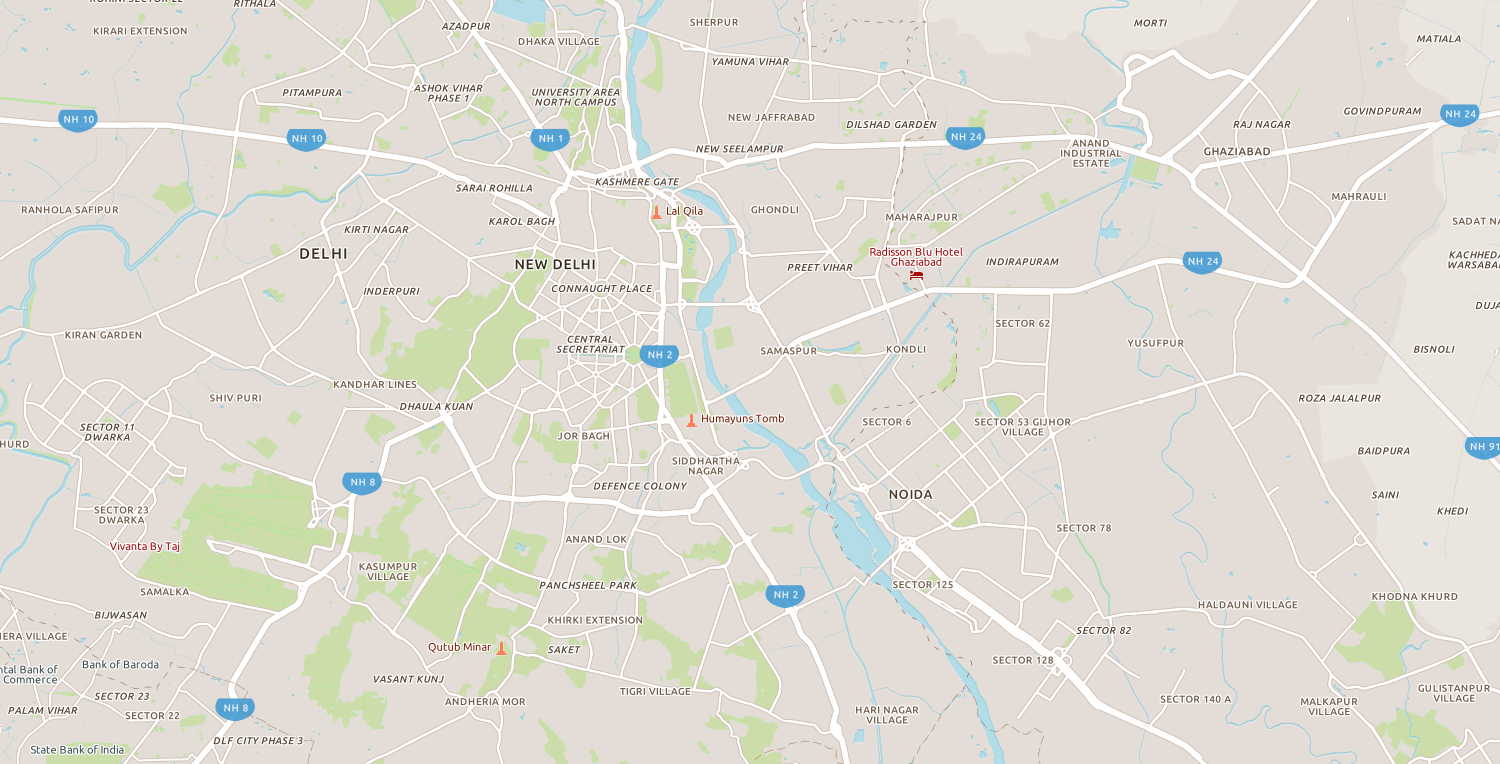 ROHINI SECTOR 22
RITHALA
KIRARI EXTENSION
AZADPUR
DHAKA VILLAGE
SHERPUR
MORTI
MATIALA
YAMUNA VIHAR
PITAMPURA
ASHOK VIHAR
PHASE 1
UNIVERSITY AREA
NORTH CAMPUS
NEW JAFFRABAD
DILSHAD GARDEN
GOVINDPURAM
RAJ NAGAR
NH 24
NH 10
NH 10
NH 1
NH 24
NEW SEELAMPUR
ANAND
INDUSTRIAL
ESTATE
GHAZIABAD
SARAI ROHILLA
KASHMERE GATE
MAHRAULI
RANHOLA SAFIPUR
KIRTI NAGAR
KAROL BAGH
Lal Qila
GHONDLI
MAHARAJPUR
SADAT NA
DELHI
NEW DELHI
Radisson Blu Hotel
Ghaziabad
PREET VIHAR
INDIRAPURAM
NH 24
KACHHEDA
WARSABA
INDERPURI
CONNAUGHT PLACE
DUJA
KIRAN GARDEN
SECTOR 62
CENTRAL
SECRETARIAT
NH 2
SAMASPUR
KONDLI
YUSUFPUR
BISNOLI
KANDHAR LINES
SHIV PURI
DHAULA KUAN
ROZA JALALPUR
SECTOR 11
DWARKA
Humayuns Tomb
SECTOR 6
SECTOR 53 GIJHOR
VILLAGE
JOR BAGH
HURD
NH 91
BAIDPURA
SIDDHARTHA
NAGAR
NH 8
DEFENCE COLONY
NOIDA
SAINI
KHEDI
SECTOR 23
DWARKA
SECTOR 78
Vivanta By Taj
ANAND LOK
KASUMPUR
VILLAGE
PANCHSHEEL PARK
SECTOR 125
SAMALKA
NH 2
KHODNA KHURD
HALDAUNI VILLAGE
BIJWASAN
KHIRKI EXTENSION
SECTOR 82
ERA VILLAGE
Qutub Minar
SAKET
SECTOR 128
ntal Bank of
Commerce
Bank of Baroda
VASANT KUNJ
TIGRI VILLAGE
SECTOR 23
ANDHERIA MOR
SECTOR 140 A
GULISTANPUR
VILLAGE
MALKAPUR
VILLAGE
PALAM VIHAR
SECTOR 22
NH 8
HARI NAGAR
VILLAGE
DLF CITY PHASE 3
State Bank of India